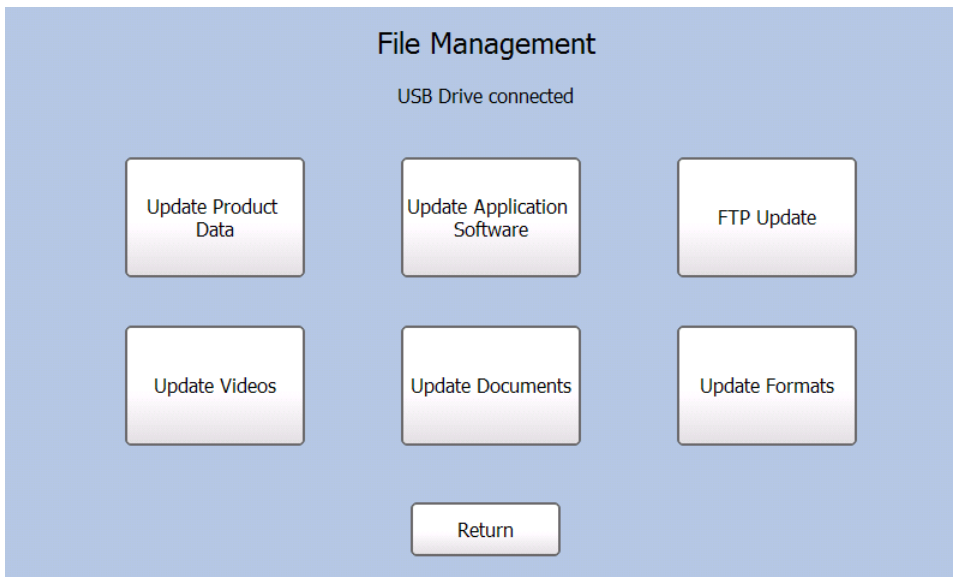 File Management
USB Drive connected
Update Product
Data
Update Application
Software
FTP Update
Update Videos
Update Documents
Update Formats
Return